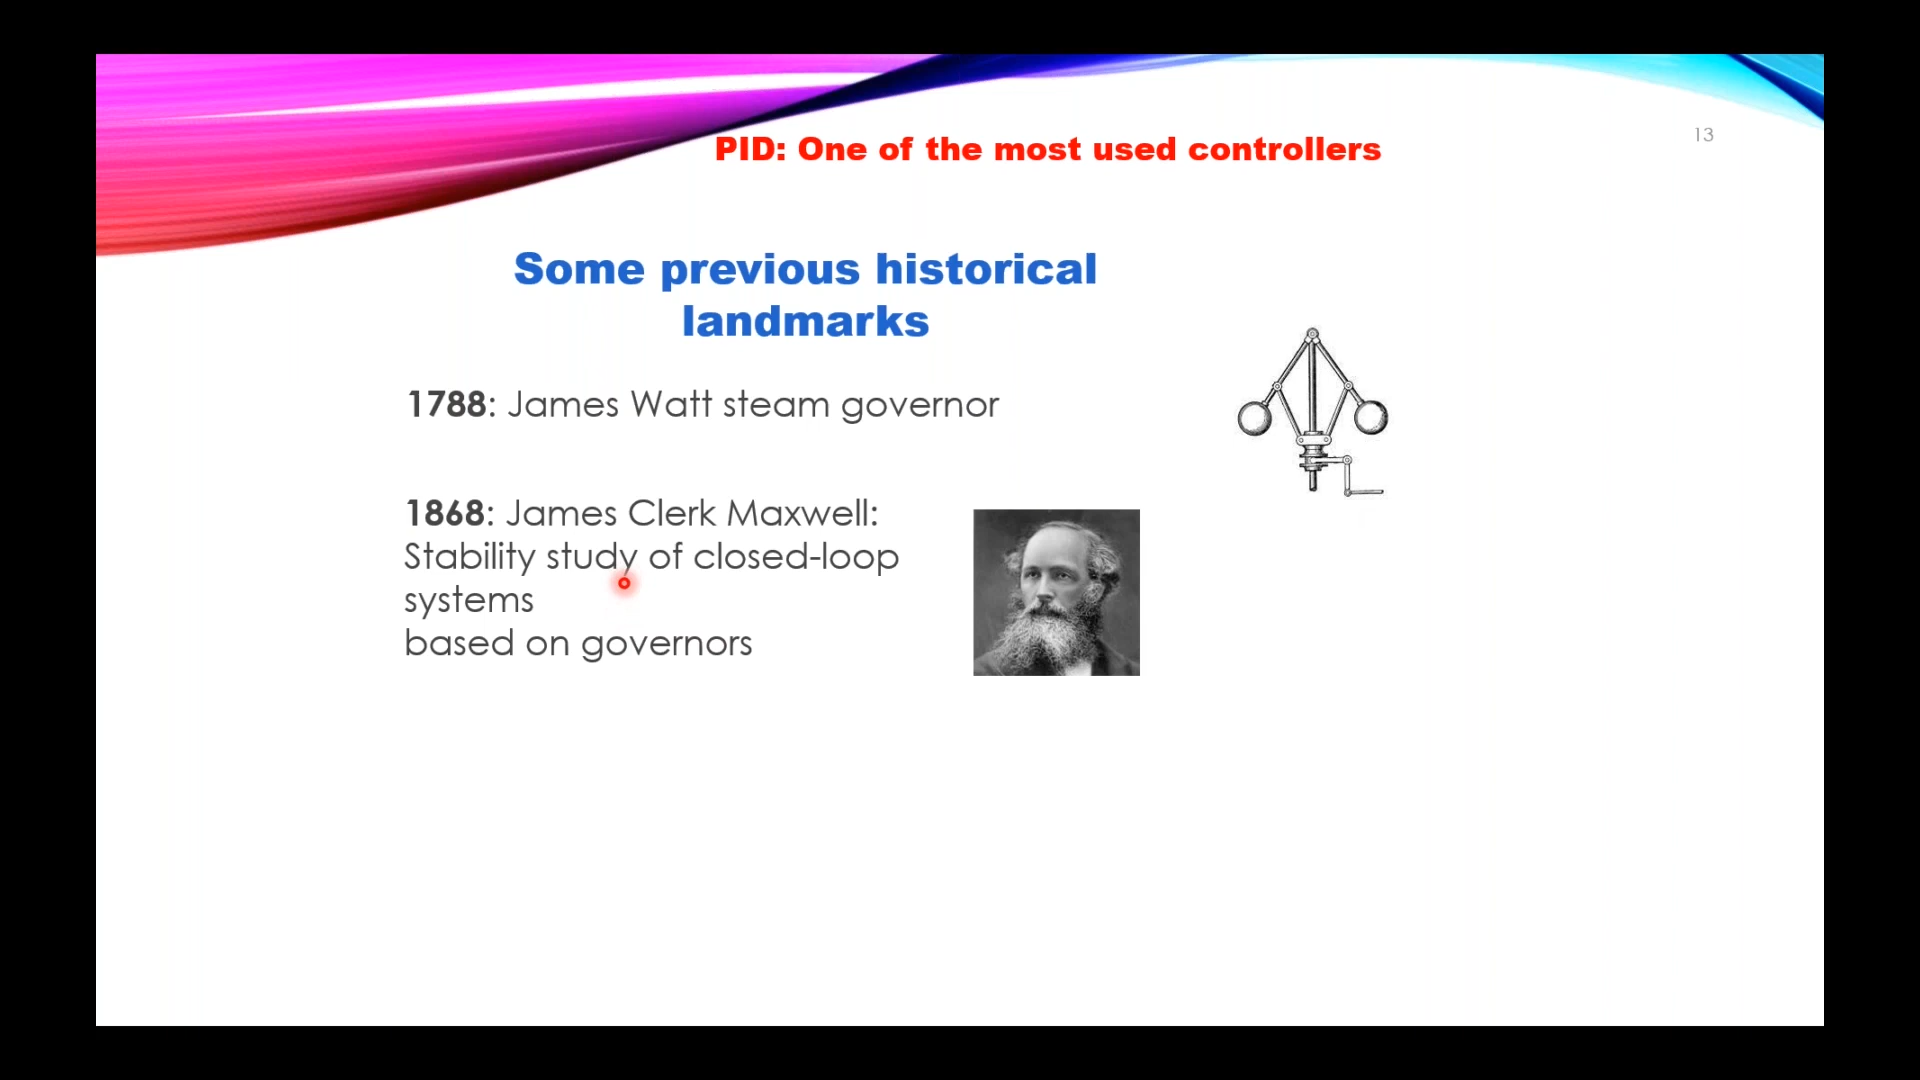 PID: One of the most used controllers
13
Some previous historical
landmarks
1788: James Watt steam governor
1868: James Clerk Maxwell:
Stability study of closed-loop
systems
based on governors